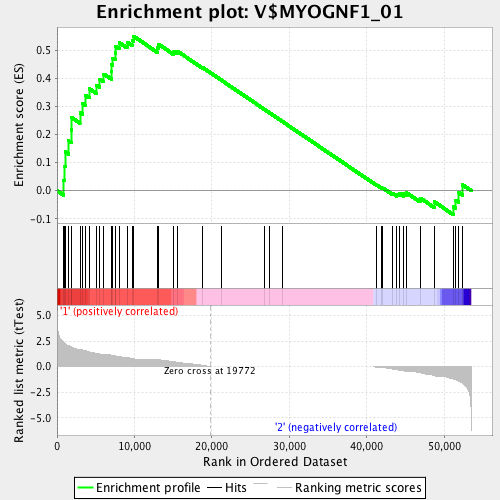 Enrichment plot: V$MYOGNF1_01
Enrichment score (ES)
0.5
0.4
0.3
0.2
0.1
0.0
-0.1
'1' (positively correlated)
Ranked list metric (tTest)
5.0
2.5
0.0
-2.5
-5.0
Zero cross at 19772
'2' (negatively correlated)
0 10,000 20,000 30,000 40,000 50,000
Rank in Ordered Dataset
Enrichment profile Hits Ranking metric scores